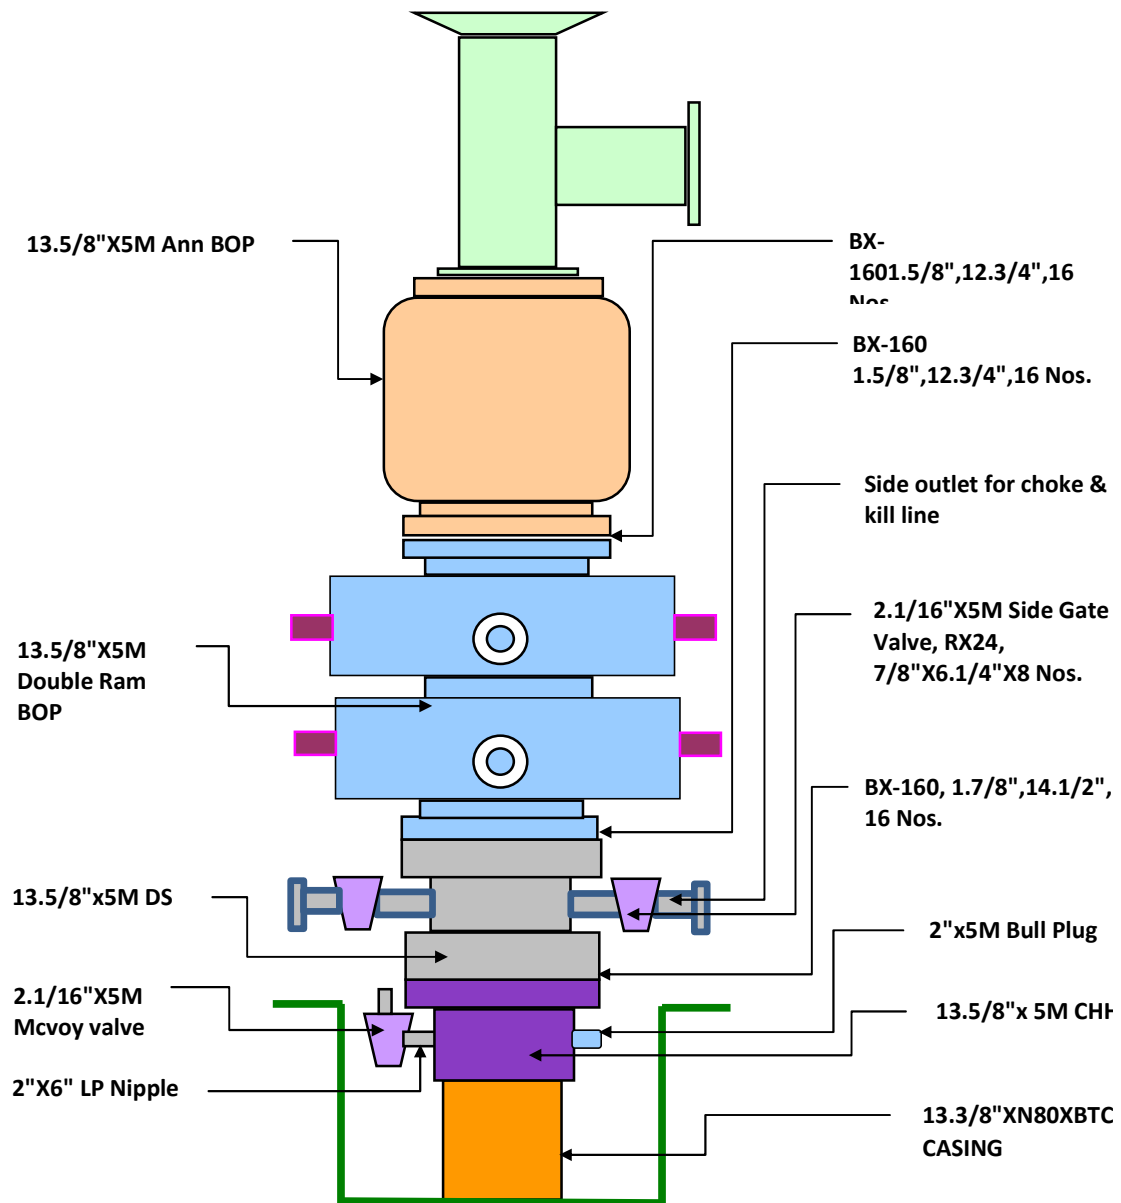 13.5/8"X5M Ann BOP
BX-
1601.5/8",12.3/4",16
Nos.
BX-160
1.5/8",12.3/4",16 Nos.
Side outlet for choke &
kill line
2.1/16"X5M Side Gate
Valve, RX24,
7/8"X6.1/4"X8 Nos.
13.5/8"X5M
Double Ram
BOP
BX-160, 1.7/8",14.1/2",
16 Nos.
13.5/8"x5M DS
2"x5M Bull Plug
2.1/16"X5M
Mcvoy valve
13.5/8"x 5M CHH
2"X6" LP Nipple
13.3/8"XN80XBTC
CASING